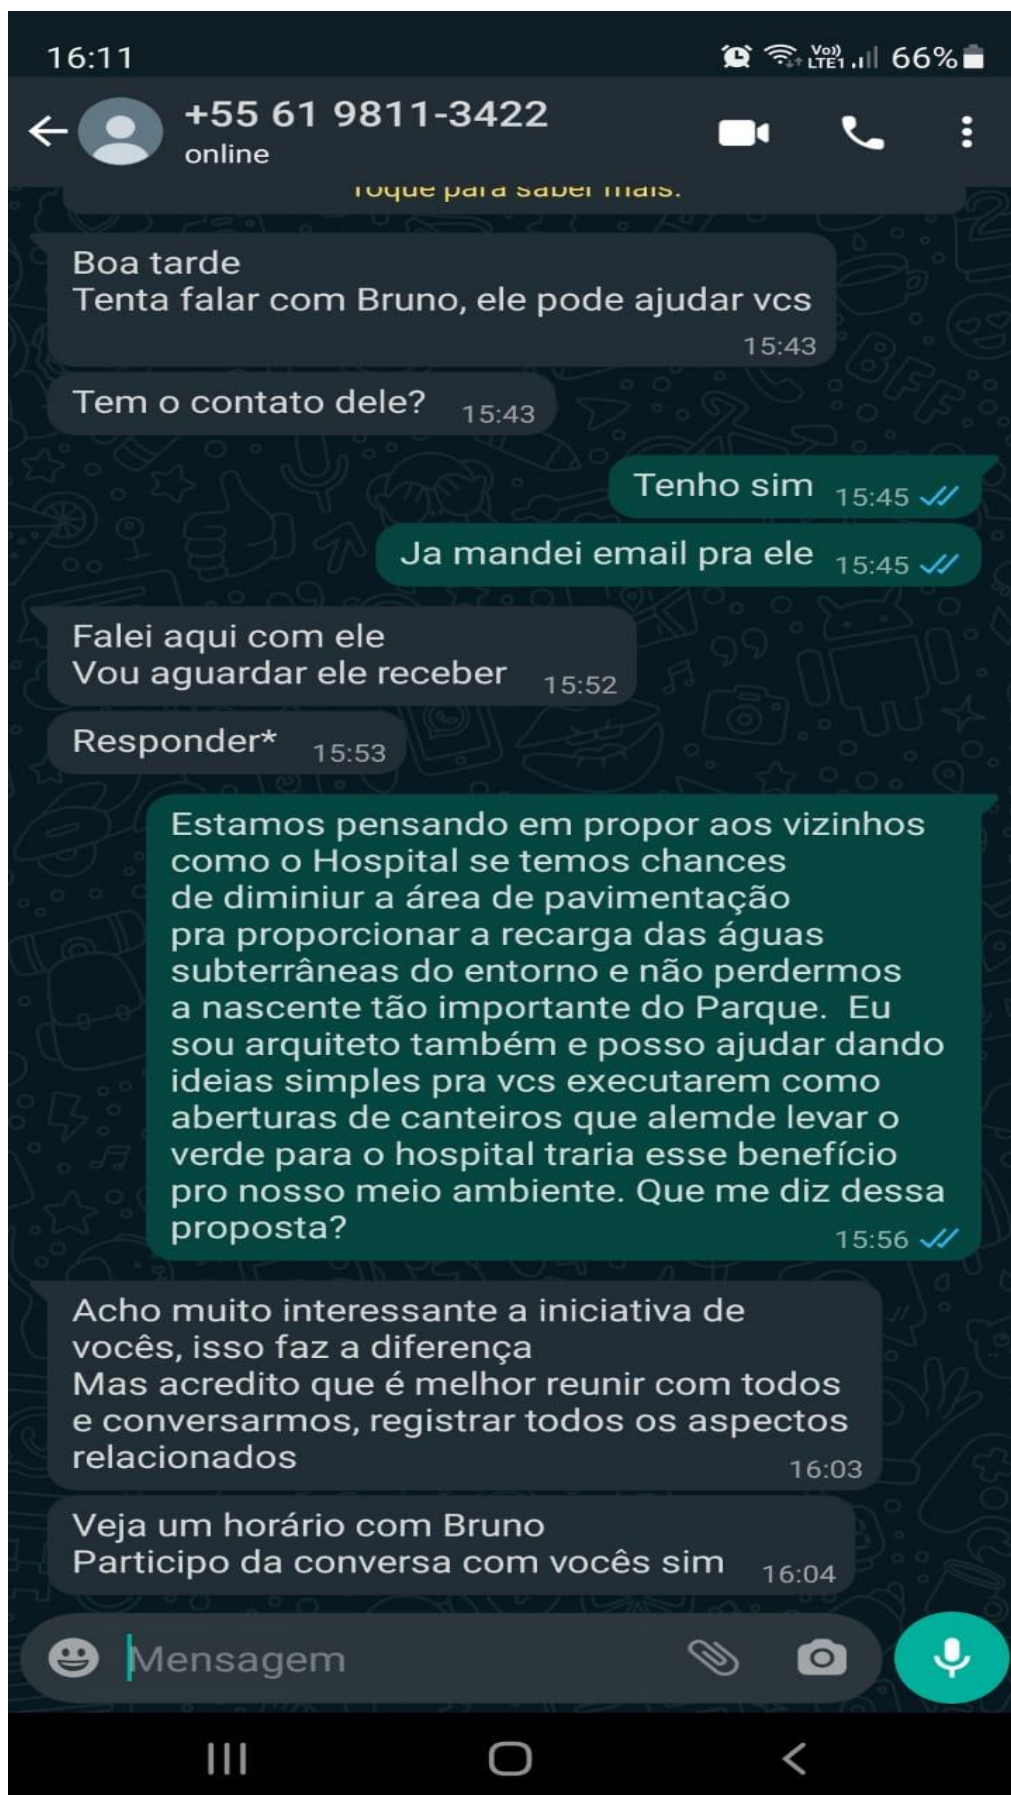 16:11
Vo)) LTE1 66%
+55 61 9811-3422
online
Toque para saber mais.
Boa tarde
Tenta falar com Bruno, ele pode ajudar vcs
15:43
Tem o contato dele? 15:43
Tenho sim 15:45
Ja mandei email pra ele 15:45
Falei aqui com ele
Vou aguardar ele receber 15:52
Responder* 15:53
Estamos pensando em propor aos vizinhos
como o Hospital se temos chances
de diminiur a área de pavimentação
pra proporcionar a recarga das águas
subterrâneas do entorno e não perdermos
a nascente tão importante do Parque. Eu
sou arquiteto também e posso ajudar dando
ideias simples pra vcs executarem como
aberturas de canteiros que alemde levar o
verde para o hospital traria esse benefício
pro nosso meio ambiente. Que me diz dessa
proposta?
15:56
Acho muito interessante a iniciativa de
vocês, isso faz a diferença
Mas acredito que é melhor reunir com todos
e conversarmos, registrar todos os aspectos
relacionados
16:03
Veja um horário com Bruno
Participo da conversa com vocês sim 16:04
Mensagem